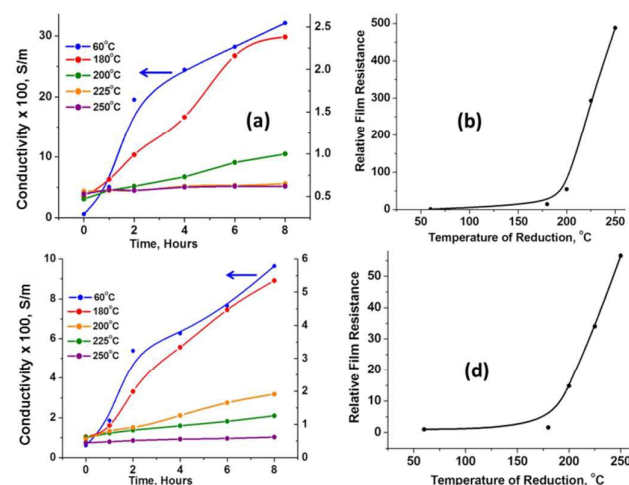 Conductivity x 100, S/m
30
20
10
0
60°C
180°C
200°C
225°C
250°C
(a)
2.5
2.0
1.5
1.0
0.5
0 2 4 6 8
Time, Hours
Relative Film Resistance
500
400
300
200
100
50
0
(b)
50 100 150 200 250
Temperature of Reduction, °C
Conductivity x 100, S/m
10
8
6
4
2
0
60°C
180°C
200°C
225°C
250°C
6
5
4
3
2
1
0
0 2 4 6 8
Time, Hours
Relative Film Resistance
50
40
30
20
10
0
(d)
50 100 150 200 250
Temperature of Reduction, °C